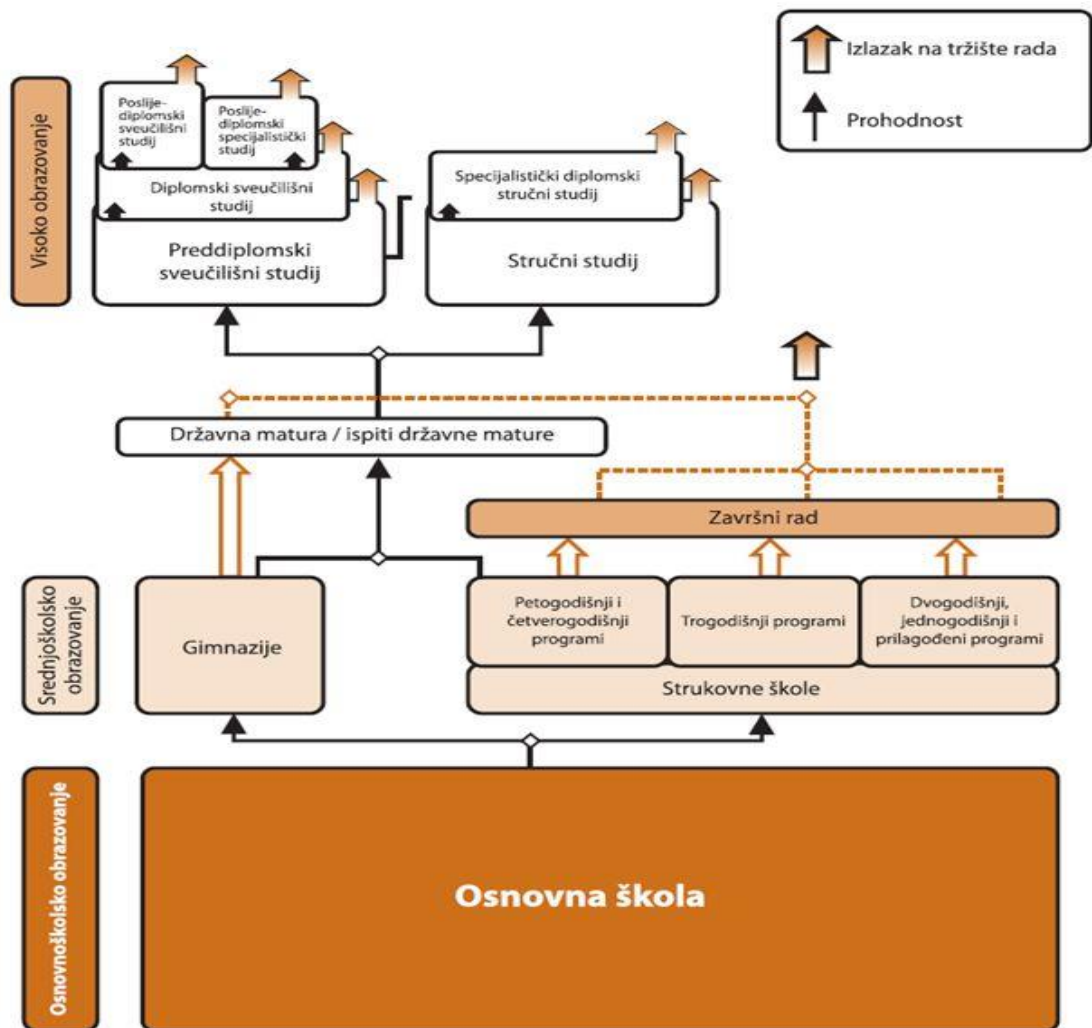 Izlazak na tržište rada
Prohodnost
Visoko obrazovanje
Poslije-
diplomski
sveučilišni
studij
Poslije-
diplomski
specijalistički
studij
Diplomski sveučilišni
studij
Preddiplomski
sveučilišni studij
Specijalistički diplomski
stručni studij
Stručni studij
Državna matura / ispiti državne mature
Završni rad
Srednjoškolsko
obrazovanje
Gimnazije
Petogodišnji i
četverogodišnji
programi
Trogodišnji programi
Dvogodišnji,
jednogodišnji i
prilagođeni programi
Strukovne škole
Osnovnoškolsko obrazovanje
Osnovna škola